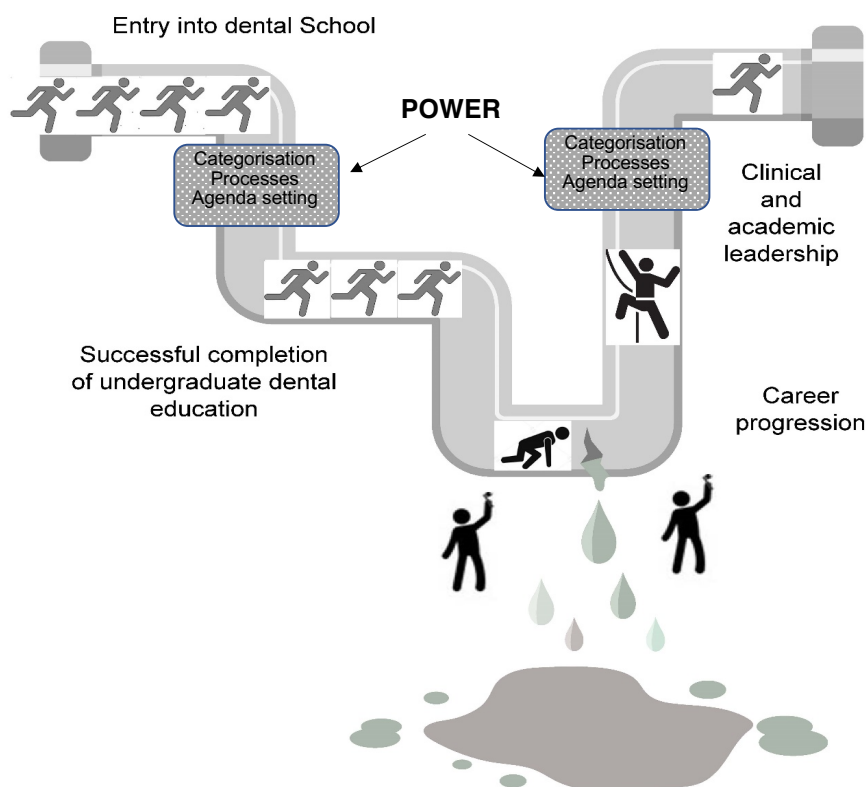 Entry into dental School
POWER
Categorisation
Processes
Agenda setting
Categorisation
Processes
Agenda setting
Clinical
and
academic
leadership
Successful completion
of undergraduate dental
education
Career
progression